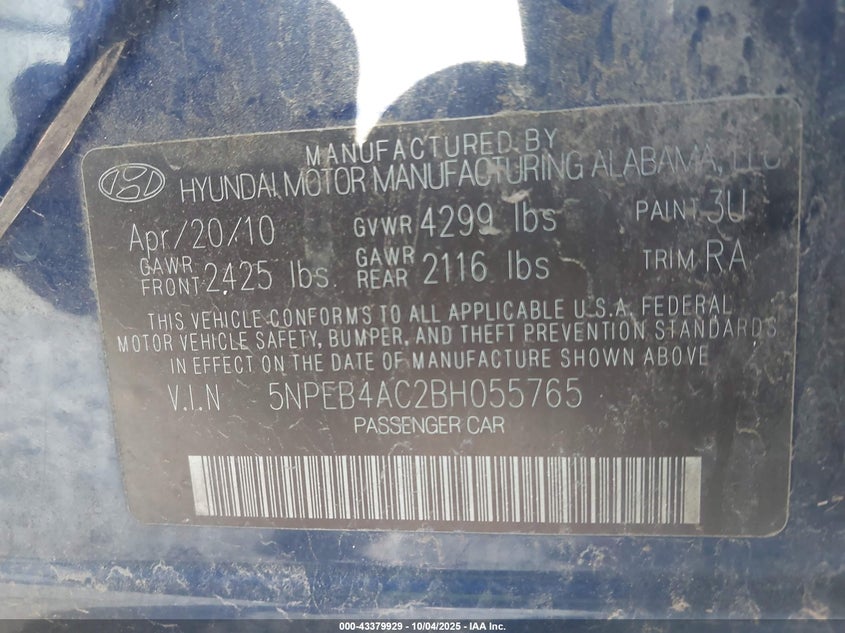 MANUFACTURED BY
HYUNDAI MOTOR MANUFACTURING ALABAMA, LLC
Apr/20/10 GVWR 4299 lbs PAINT 3U
GAWR FRONT 2425 lbs GAWR REAR 2116 lbs TRIM RA
THIS VEHICLE CONFORMS TO ALL APPLICABLE U.S.A. FEDERAL
MOTOR VEHICLE SAFETY, BUMPER, AND THEFT PREVENTION STANDARDS
IN EFFECT ON THE DATE OF MANUFACTURE SHOWN ABOVE
V.I.N 5NPEB4AC2BH055765
PASSENGER CAR
000-43379929 - 10/04/2025 - IAA Inc.